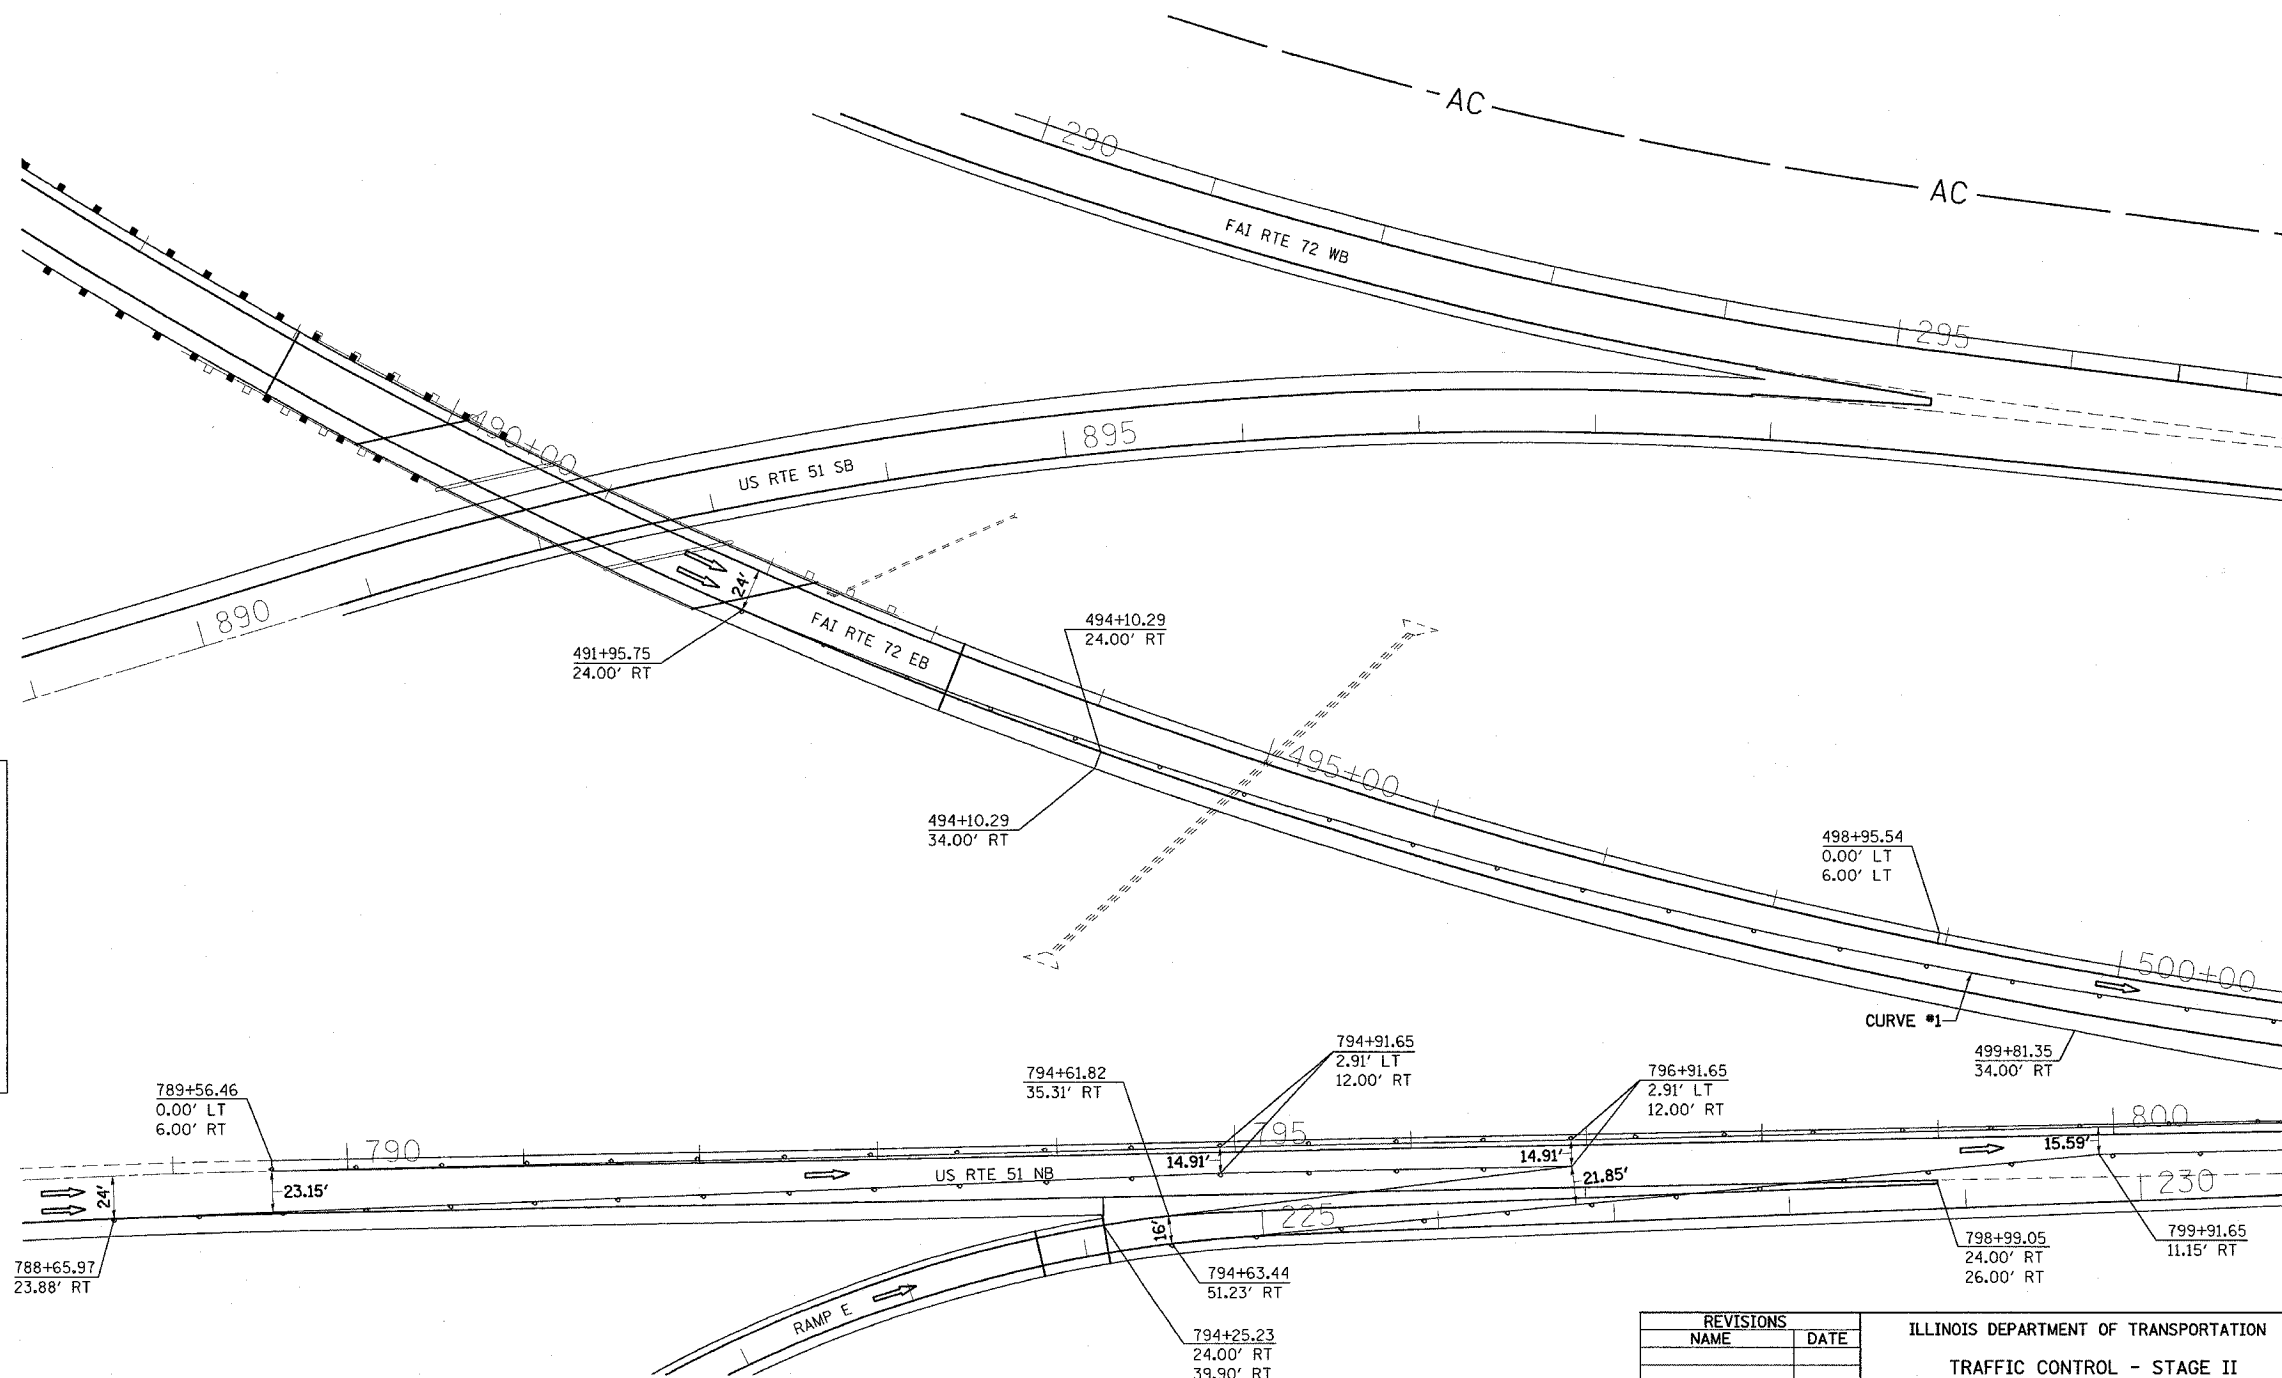 AC
290
AC
FAI RTE 72 WB
295
490+00
895
US RTE 51 SB
890
24'
FAI RTE 72 EB
491+95.75
24.00' RT
494+10.29
24.00' RT
495+00
494+10.29
34.00' RT
498+95.54
0.00' LT
6.00' LT
500+00
CURVE #1
499+81.35
34.00' RT
789+56.46
0.00' LT
6.00' RT
794+61.82
35.31' RT
794+91.65
2.91' LT
12.00' RT
796+91.65
2.91' LT
12.00' RT
790
795
800
24'
23.15'
US RTE 51 NB
14.91'
14.91'
21.85'
15.59'
16'
225
230
788+65.97
23.88' RT
RAMP E
794+63.44
51.23' RT
794+25.23
24.00' RT
39.90' RT
798+99.05
24.00' RT
26.00' RT
799+91.65
11.15' RT
REVISIONS
NAME DATE
ILLINOIS DEPARTMENT OF TRANSPORTATION
TRAFFIC CONTROL - STAGE II